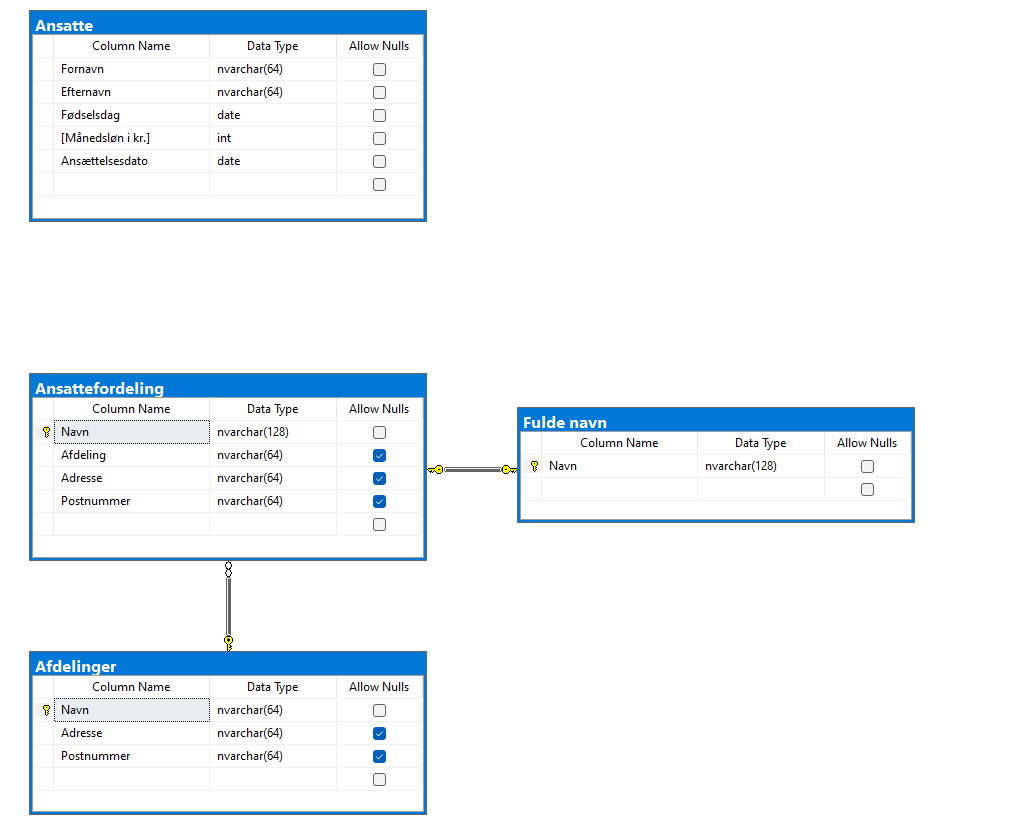 Ansatte
Column Name Data Type Allow Nulls
Fornavn nvarchar(64)
Efternavn nvarchar(64)
Fødselsdag date
[Månedsløn i kr.] int
Ansættelsesdato date
Ansattefordeling
Column Name Data Type Allow Nulls
Navn nvarchar(128)
Afdeling nvarchar(64)
Adresse nvarchar(64)
Postnummer nvarchar(64)
Fulde navn
Column Name Data Type Allow Nulls
Navn nvarchar(128)
Afdelinger
Column Name Data Type Allow Nulls
Navn nvarchar(64)
Adresse nvarchar(64)
Postnummer nvarchar(64)